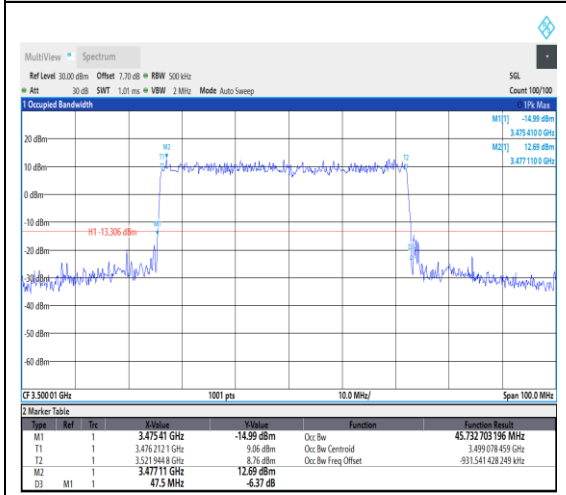 MultiView Spectrum
Ref Level 30.00 dBm Offset 7.70 dB RBW 500 kHz SGL
Att 30 dB SWT 1.01 ms VBW 2 MHz Mode Auto Sweep Count 100/100
1 Occupied Bandwidth 1Pk Max
M1[1] -14.99 dBm
3.475 410 0 GHz
M2[1] 12.69 dBm
3.477 110 0 GHz
20 dBm
M2
T1
T2
10 dBm
0 dBm
-10 dBm
M1
H1 -13.306 dBm
-20 dBm
D3
-30 dBm
-40 dBm
-50 dBm
-60 dBm
CF 3.500 01 GHz 1001 pts 10.0 MHz/ Span 100.0 MHz
2 Marker Table
Type Ref Trc X-Value Y-Value Function Function Result
M1 1 3.475 41 GHz -14.99 dBm Occ Bw 45.732 703 196 MHz
T1 1 3.476 212 1 GHz 9.06 dBm Occ Bw Centroid 3.499 078 459 GHz
T2 1 3.521 944 8 GHz 8.76 dBm Occ Bw Freq Offset -931.541 428 249 kHz
M2 1 3.477 11 GHz 12.69 dBm
D3 M1 1 47.5 MHz -6.37 dB